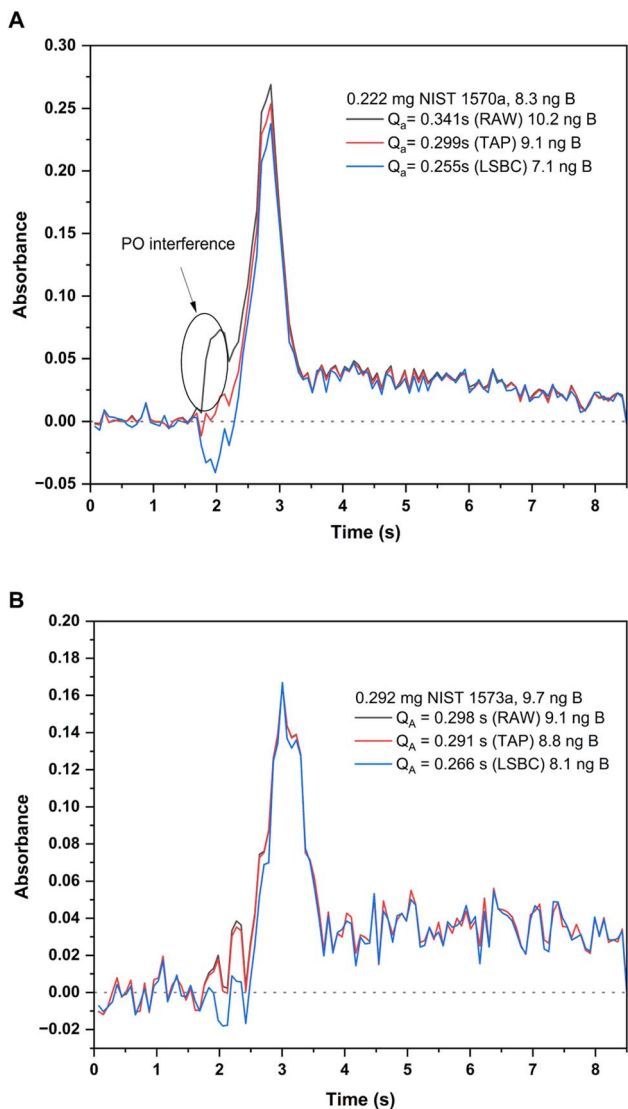 A
0.222 mg NIST 1570a, 8.3 ng B
Qa= 0.341s (RAW) 10.2 ng B
Qa= 0.299s (TAP) 9.1 ng B
Qa= 0.255s (LSBC) 7.1 ng B
PO interference
Absorbance
0.30
0.25
0.20
0.15
0.10
0.05
0.00
−0.05
0 1 2 3 4 5 6 7 8
Time (s)
B
0.292 mg NIST 1573a, 9.7 ng B
QA = 0.298 s (RAW) 9.1 ng B
QA = 0.291 s (TAP) 8.8 ng B
QA = 0.266 s (LSBC) 8.1 ng B
Absorbance
0.20
0.18
0.16
0.14
0.12
0.10
0.08
0.06
0.04
0.02
0.00
−0.02
0 1 2 3 4 5 6 7 8
Time (s)